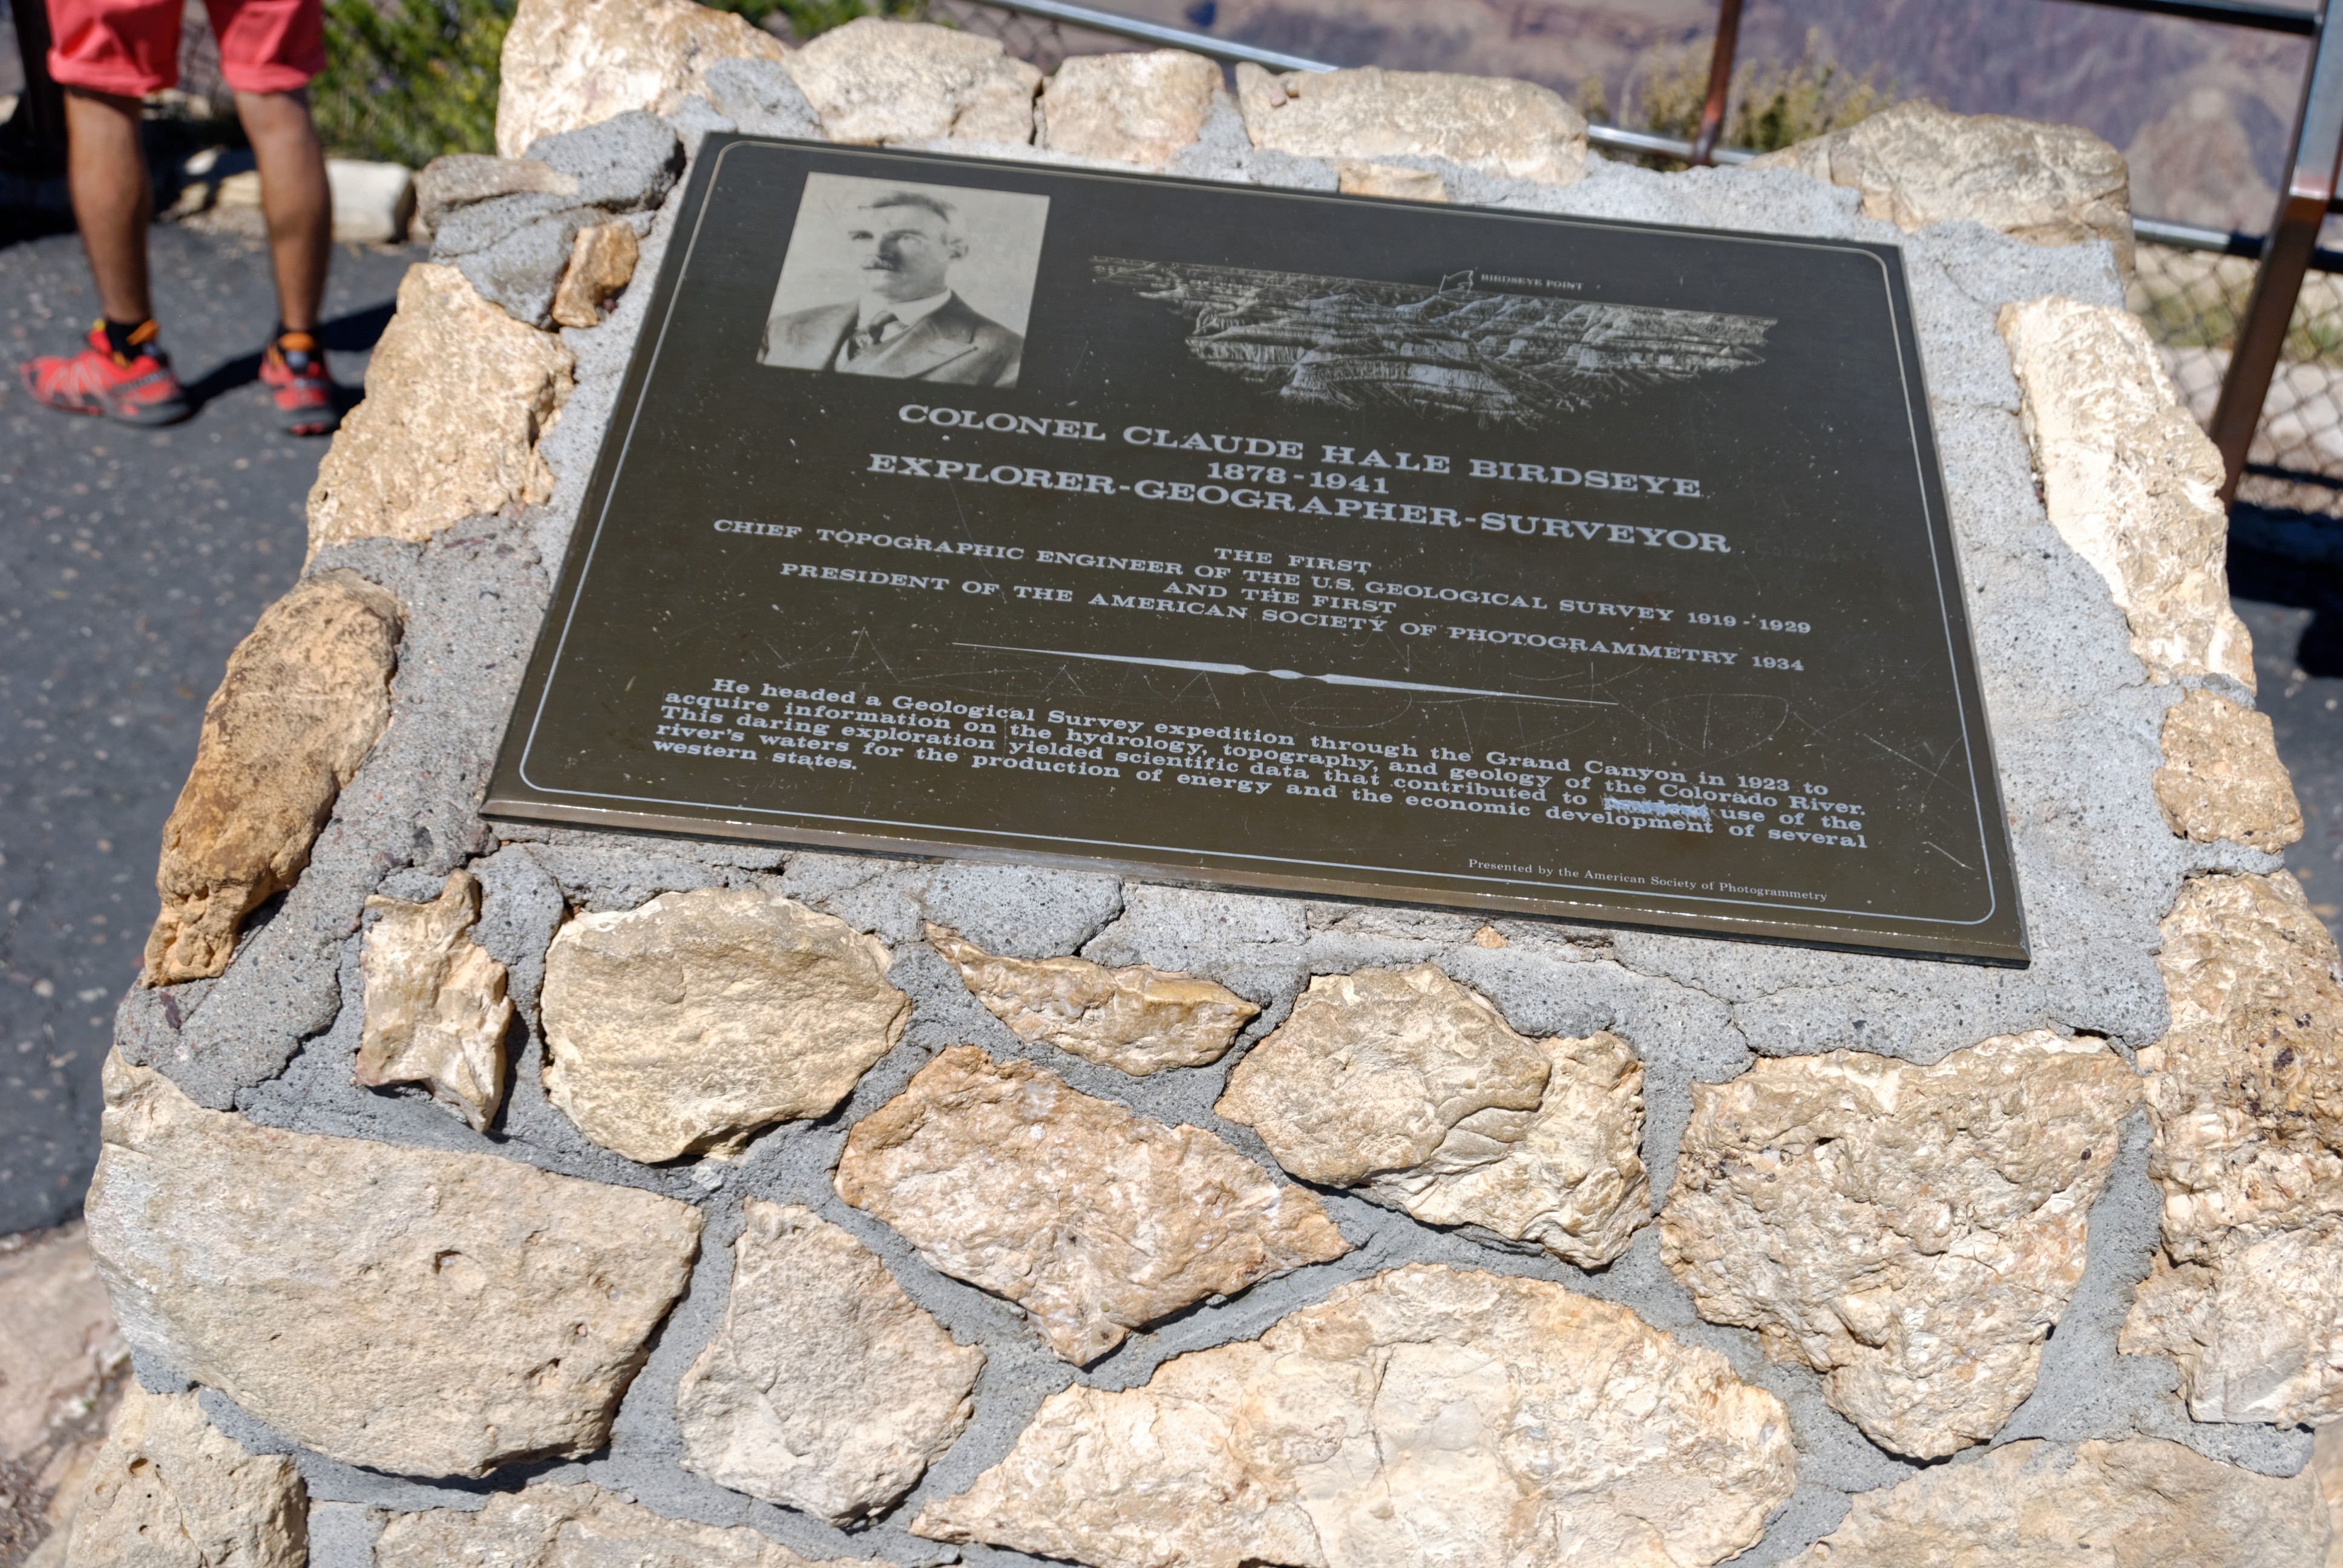 BIRDSEYE POINT
COLONEL CLAUDE HALE BIRDSEYE
1878-1941
EXPLORER-GEOGRAPHER-SURVEYOR
THE FIRST
CHIEF TOPOGRAPHIC ENGINEER OF THE U.S. GEOLOGICAL SURVEY 1919-1929
AND THE FIRST
PRESIDENT OF THE AMERICAN SOCIETY OF PHOTOGRAMMETRY 1934
He headed a Geological Survey expedition through the Grand Canyon in 1923 to
acquire information on the hydrology, topography, and geology of the Colorado River.
This daring exploration yielded scientific data that contributed to use of the
river's waters for the production of energy and the economic development of several
western states.
Presented by the American Society of Photogrammetry